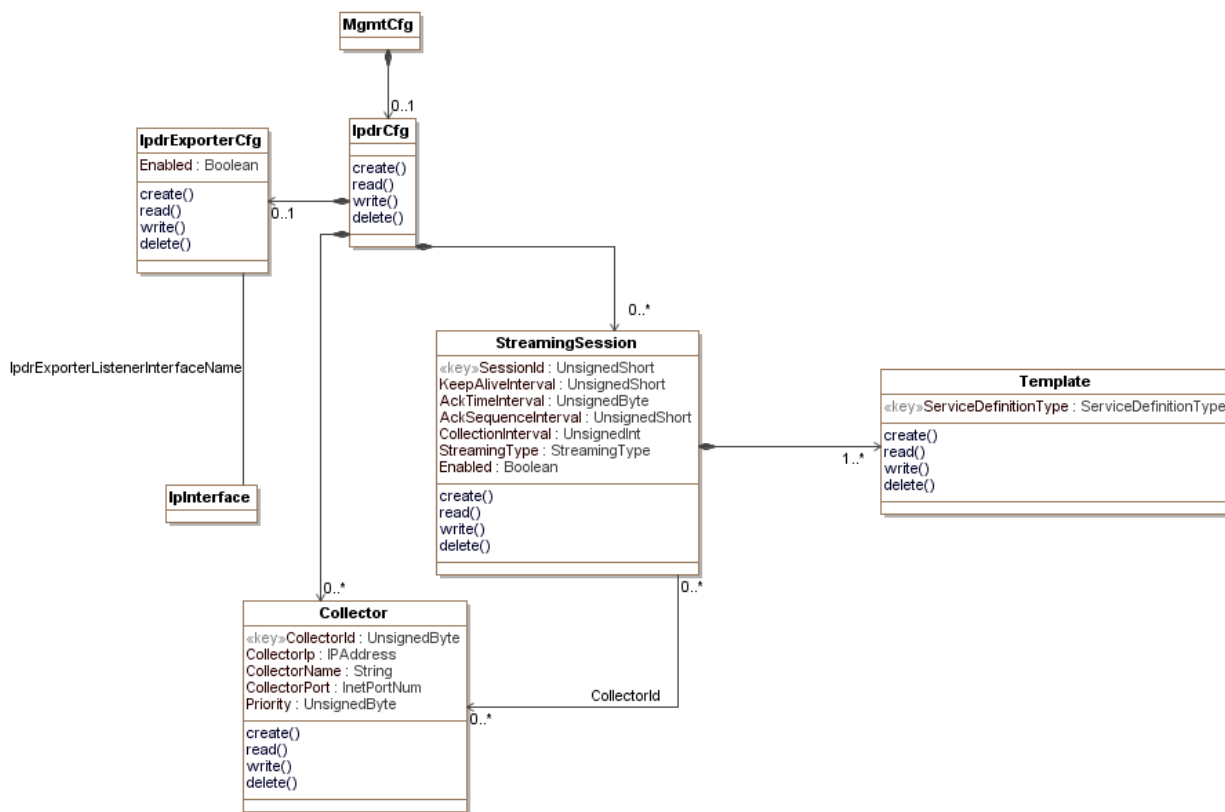 MgmtCfg
0..1
IpdrExporterCfg
Enabled : Boolean
create()
read()
write()
delete()
IpdrCfg
create()
read()
write()
delete()
0..1
0..*
IpdrExporterListenerInterfaceName
StreamingSession
«key»SessionId : UnsignedShort
KeepAliveInterval : UnsignedShort
AckTimeInterval : UnsignedByte
AckSequenceInterval : UnsignedShort
CollectionInterval : UnsignedInt
StreamingType : StreamingType
Enabled : Boolean
create()
read()
write()
delete()
Template
«key»ServiceDefinitionType : ServiceDefinitionType
create()
read()
write()
delete()
1..*
IpInterface
0..*
0..*
Collector
«key»CollectorId : UnsignedByte
CollectorIp : IPAddress
CollectorName : String
CollectorPort : InetPortNum
Priority : UnsignedByte
create()
read()
write()
delete()
CollectorId
0..*